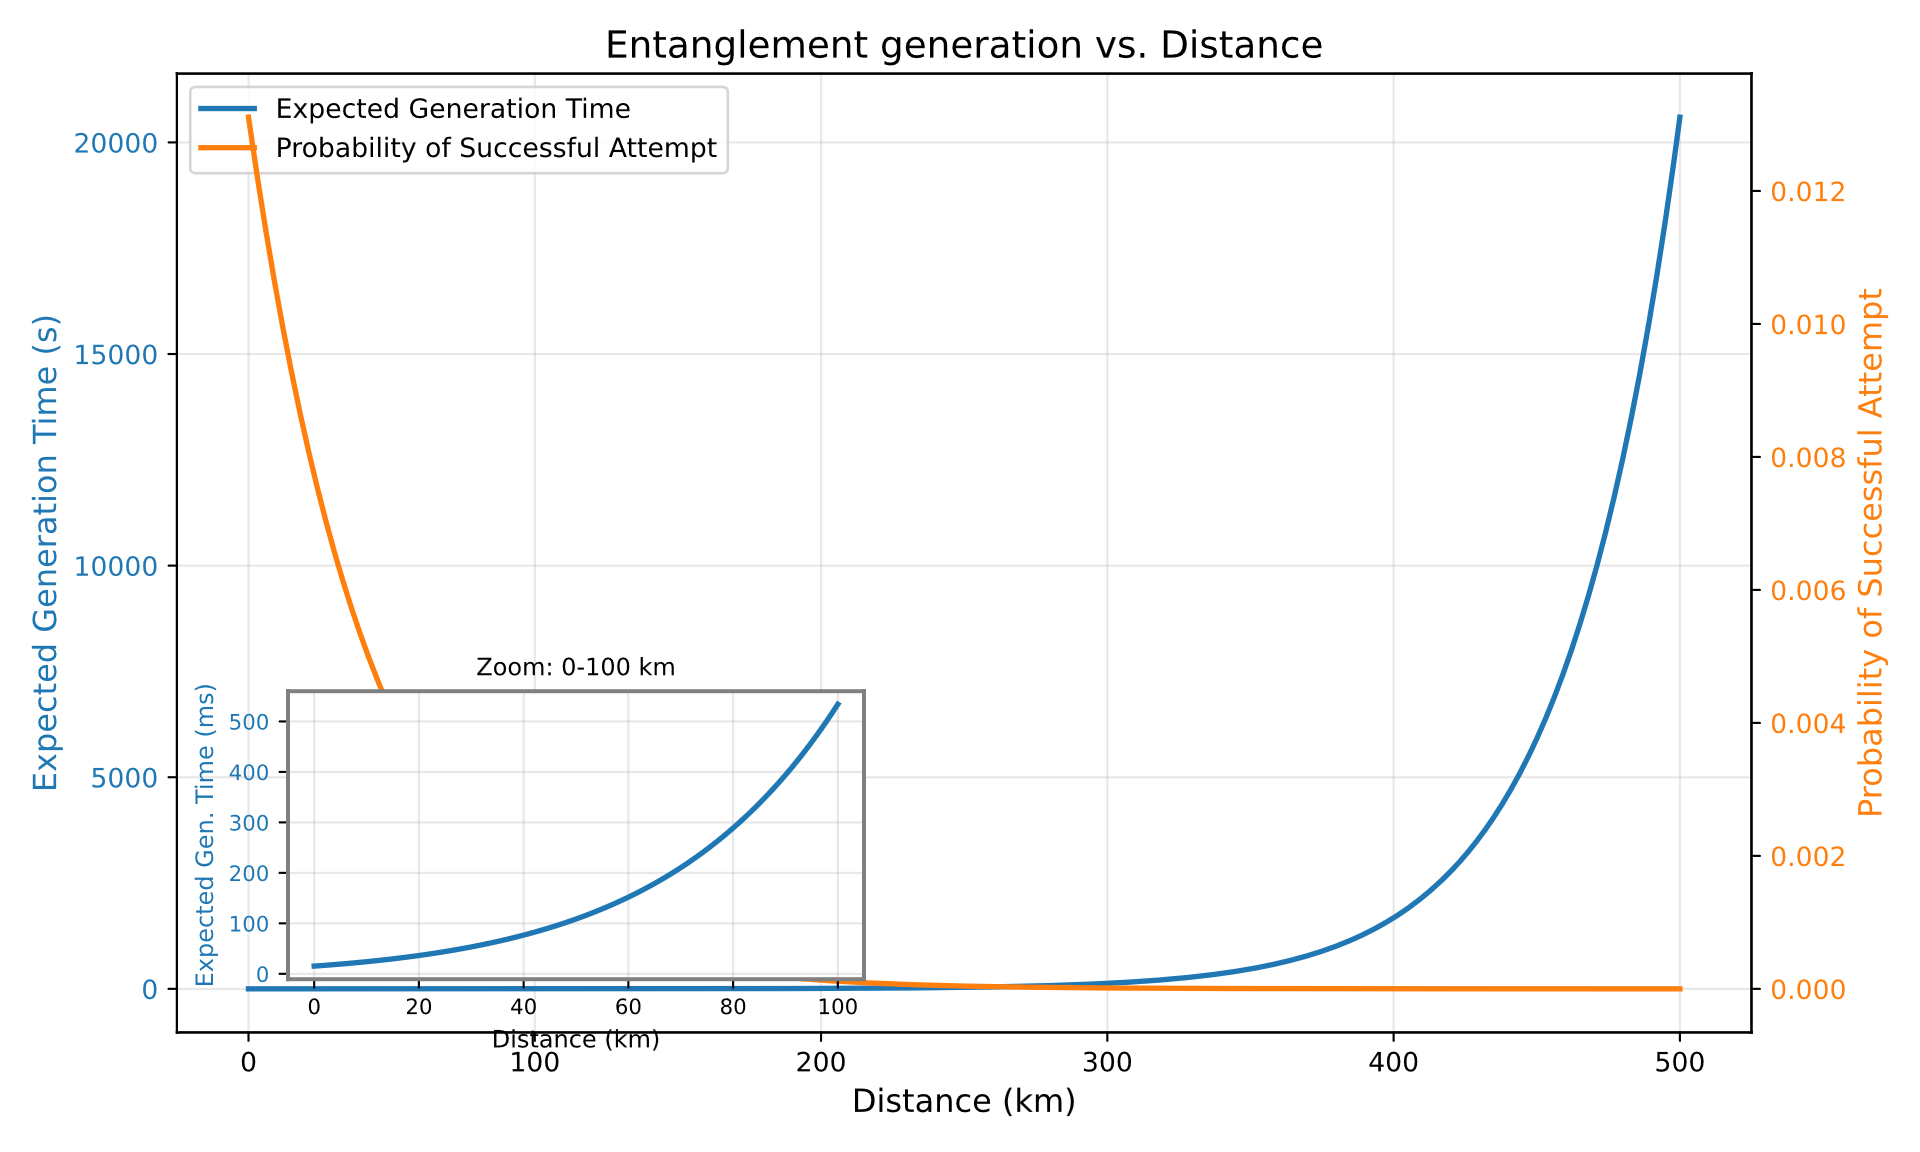 Entanglement generation vs. Distance
Expected Generation Time
Probability of Successful Attempt
Expected Generation Time (s)
20000
15000
10000
5000
0
0.012
0.010
0.008
0.006
0.004
0.002
0.000
Probability of Successful Attempt
Zoom: 0-100 km
Expected Gen. Time (ms)
500
400
300
200
100
0
0 20 40 60 80 100
Distance (km)
0 100 200 300 400 500
Distance (km)